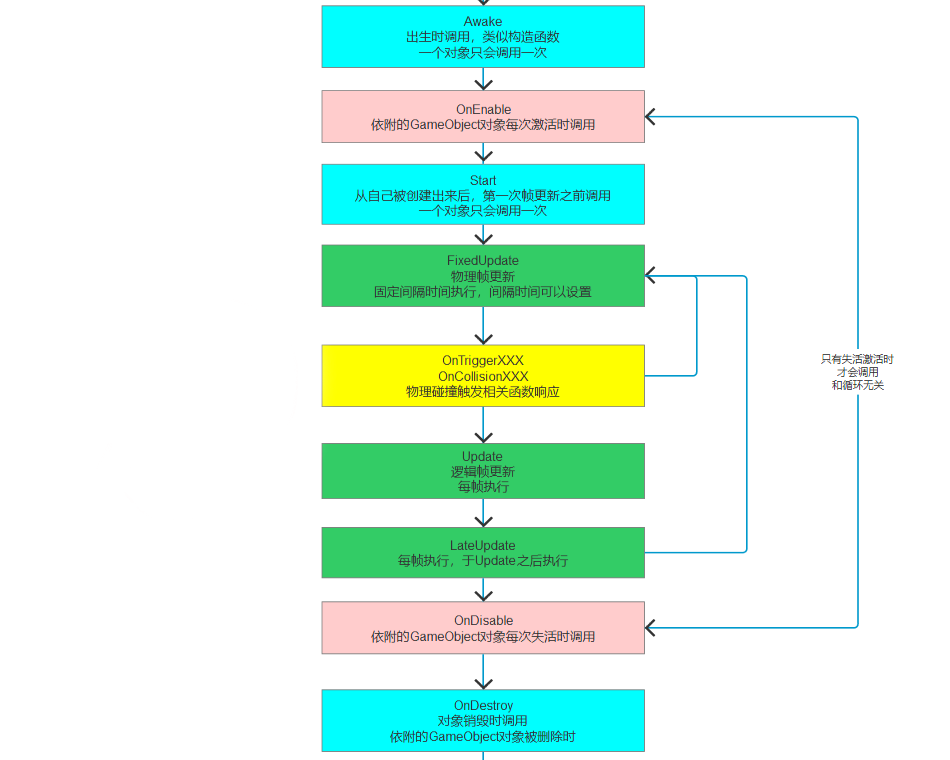 Awake
出生时调用，类似构造函数
一个对象只会调用一次
OnEnable
依附的GameObject对象每次激活时调用
Start
从自己被创建出来后，第一次帧更新之前调用
一个对象只会调用一次
FixedUpdate
物理帧更新
固定间隔时间执行，间隔时间可以设置
OnTriggerXXX
OnCollisionXXX
物理碰撞触发相关函数响应
只有失活激活时
才会调用
和循环无关
Update
逻辑帧更新
每帧执行
LateUpdate
每帧执行，于Update之后执行
OnDisable
依附的GameObject对象每次失活时调用
OnDestroy
对象销毁时调用
依附的GameObject对象被删除时